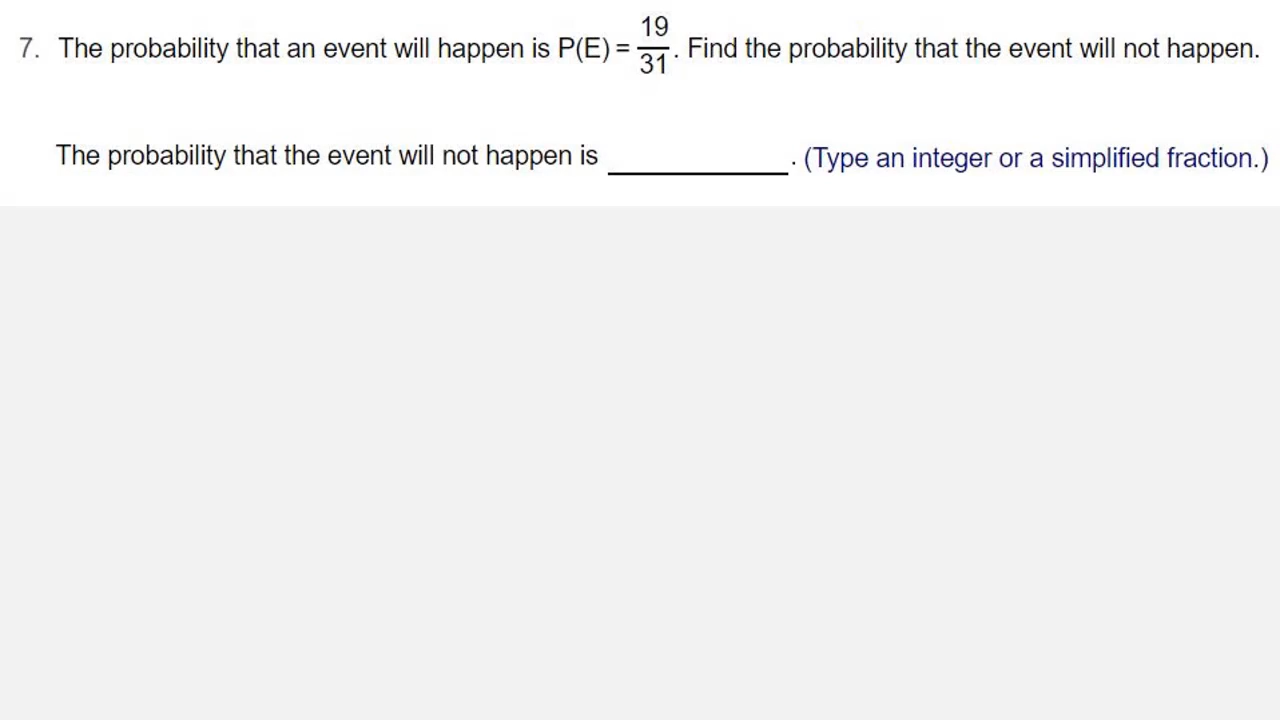 7. The probability that an event will happen is P(E) = 19/31. Find the probability that the event will not happen.
The probability that the event will not happen is ____________. (Type an integer or a simplified fraction.)